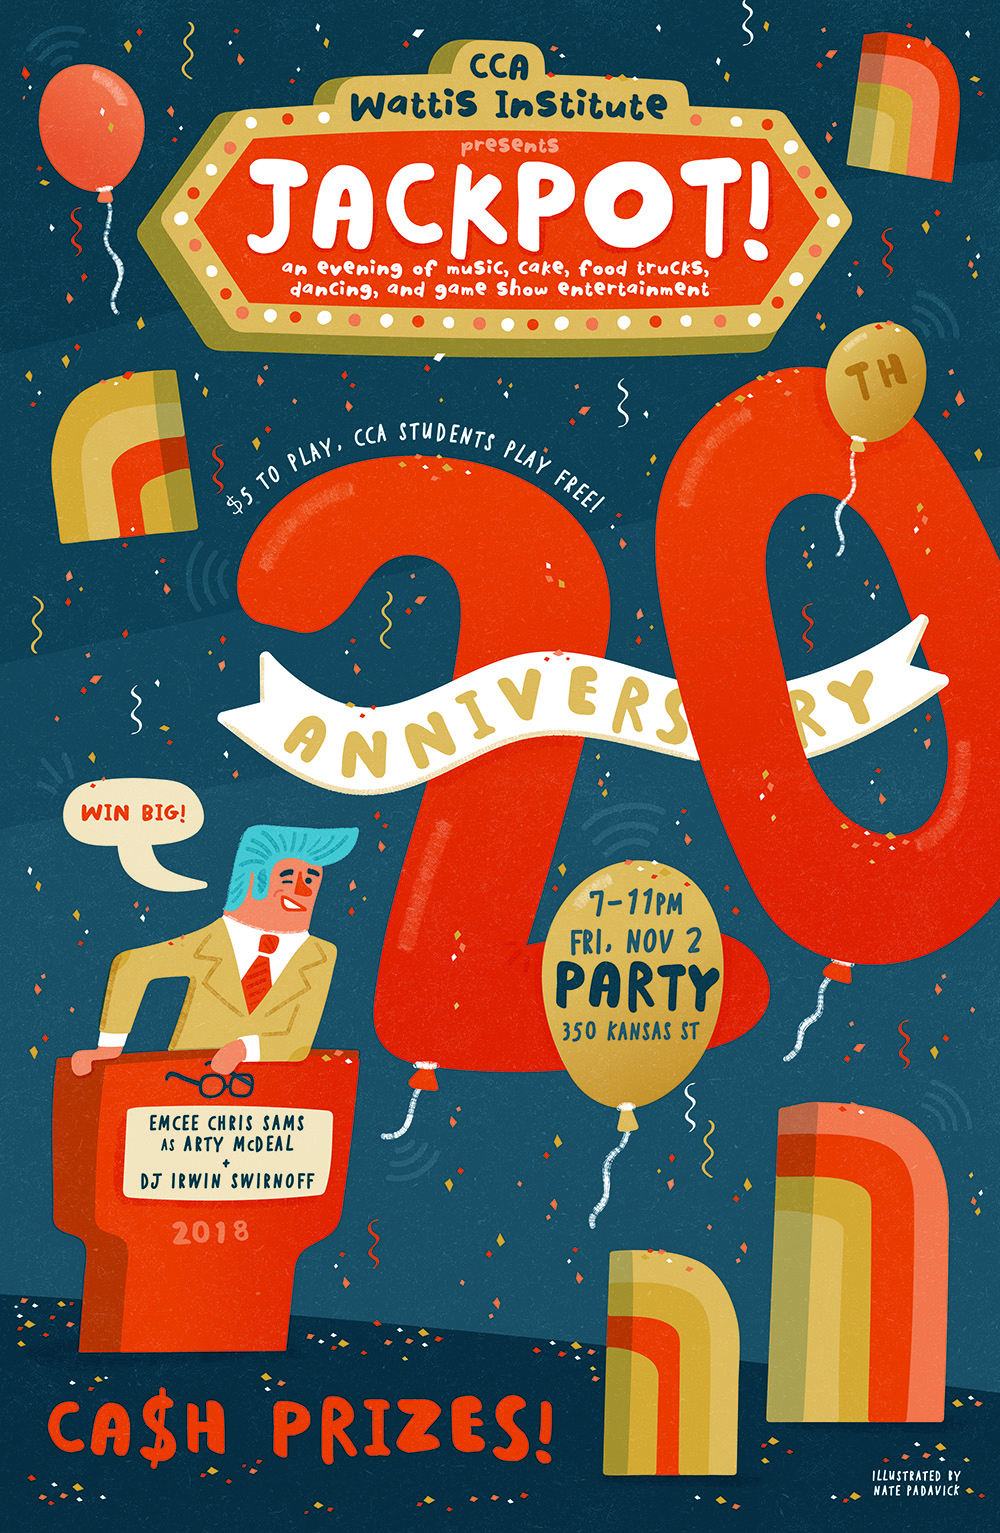 CCA
Wattis Institute
presents
JACKPOT!
an evening of music, cake, food trucks,
dancing, and game show entertainment
$5 TO PLAY, CCA STUDENTS PLAY FREE!
20
TH
ANNIVERSARY
WIN BIG!
7-11PM
FRI, NOV 2
PARTY
350 KANSAS ST
EMCEE CHRIS SAMS
AS ARTY McDEAL
+
DJ IRWIN SWIRNOFF
2018
CA$H PRIZES!
ILLUSTRATED BY
NATE PADAVICK